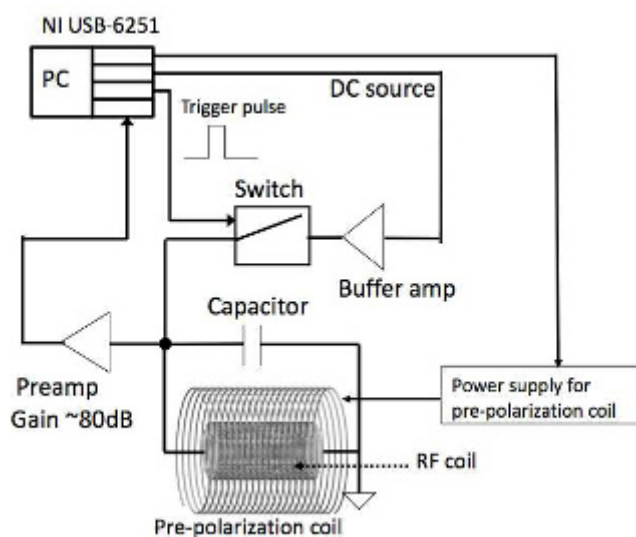 NI USB-6251
PC
DC source
Trigger pulse
Switch
Buffer amp
Capacitor
Preamp
Gain ~80dB
Power supply for
pre-polarization coil
RF coil
Pre-polarization coil